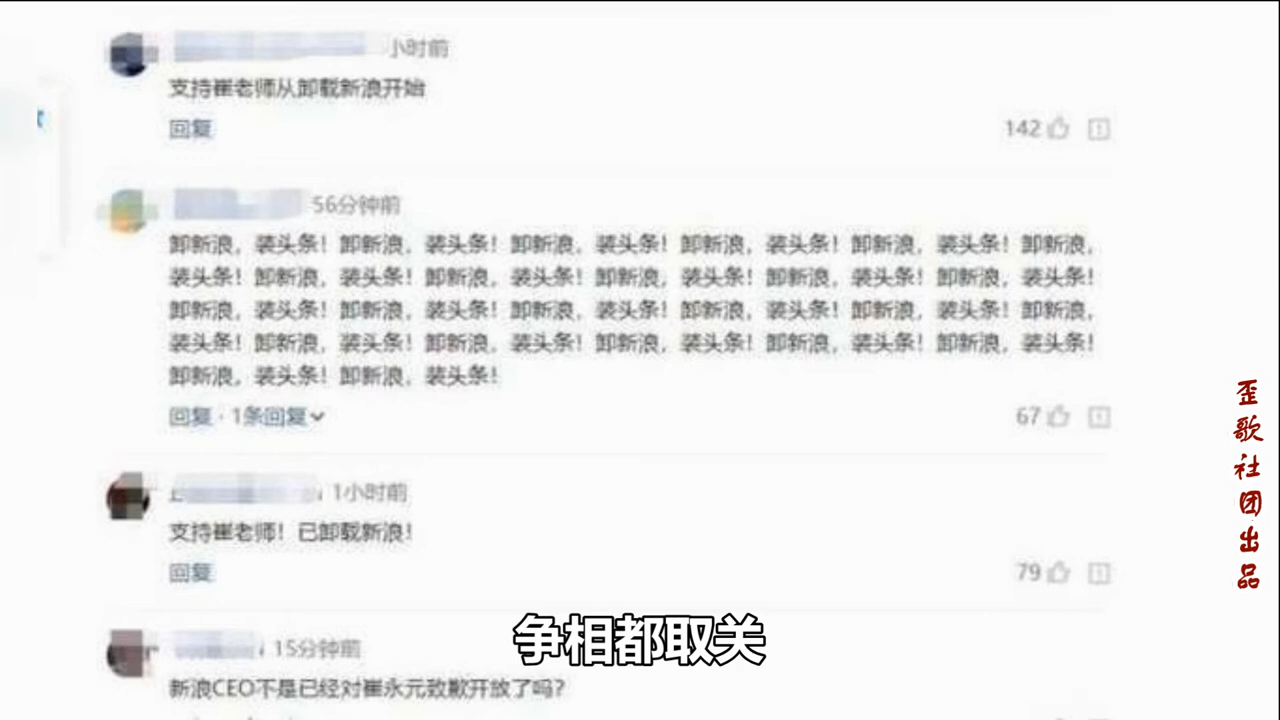 小时前
支持崔老师从卸载新浪开始
回复
142
56分钟前
卸新浪，装头条！卸新浪，装头条！卸新浪，装头条！卸新浪，装头条！卸新浪，装头条！卸新浪，
装头条！卸新浪，装头条！卸新浪，装头条！卸新浪，装头条！卸新浪，装头条！卸新浪，装头条！
卸新浪，装头条！卸新浪，装头条！卸新浪，装头条！卸新浪，装头条！卸新浪，装头条！卸新浪，
装头条！卸新浪，装头条！卸新浪，装头条！卸新浪，装头条！卸新浪，装头条！卸新浪，装头条！
卸新浪，装头条！卸新浪，装头条！
回复 · 1条回复
67
1小时前
支持崔老师！已卸载新浪！
回复
79
15分钟前
新浪CEO不是已经对崔永元致歉开放了吗？
争相都取关
歪歌社团出品